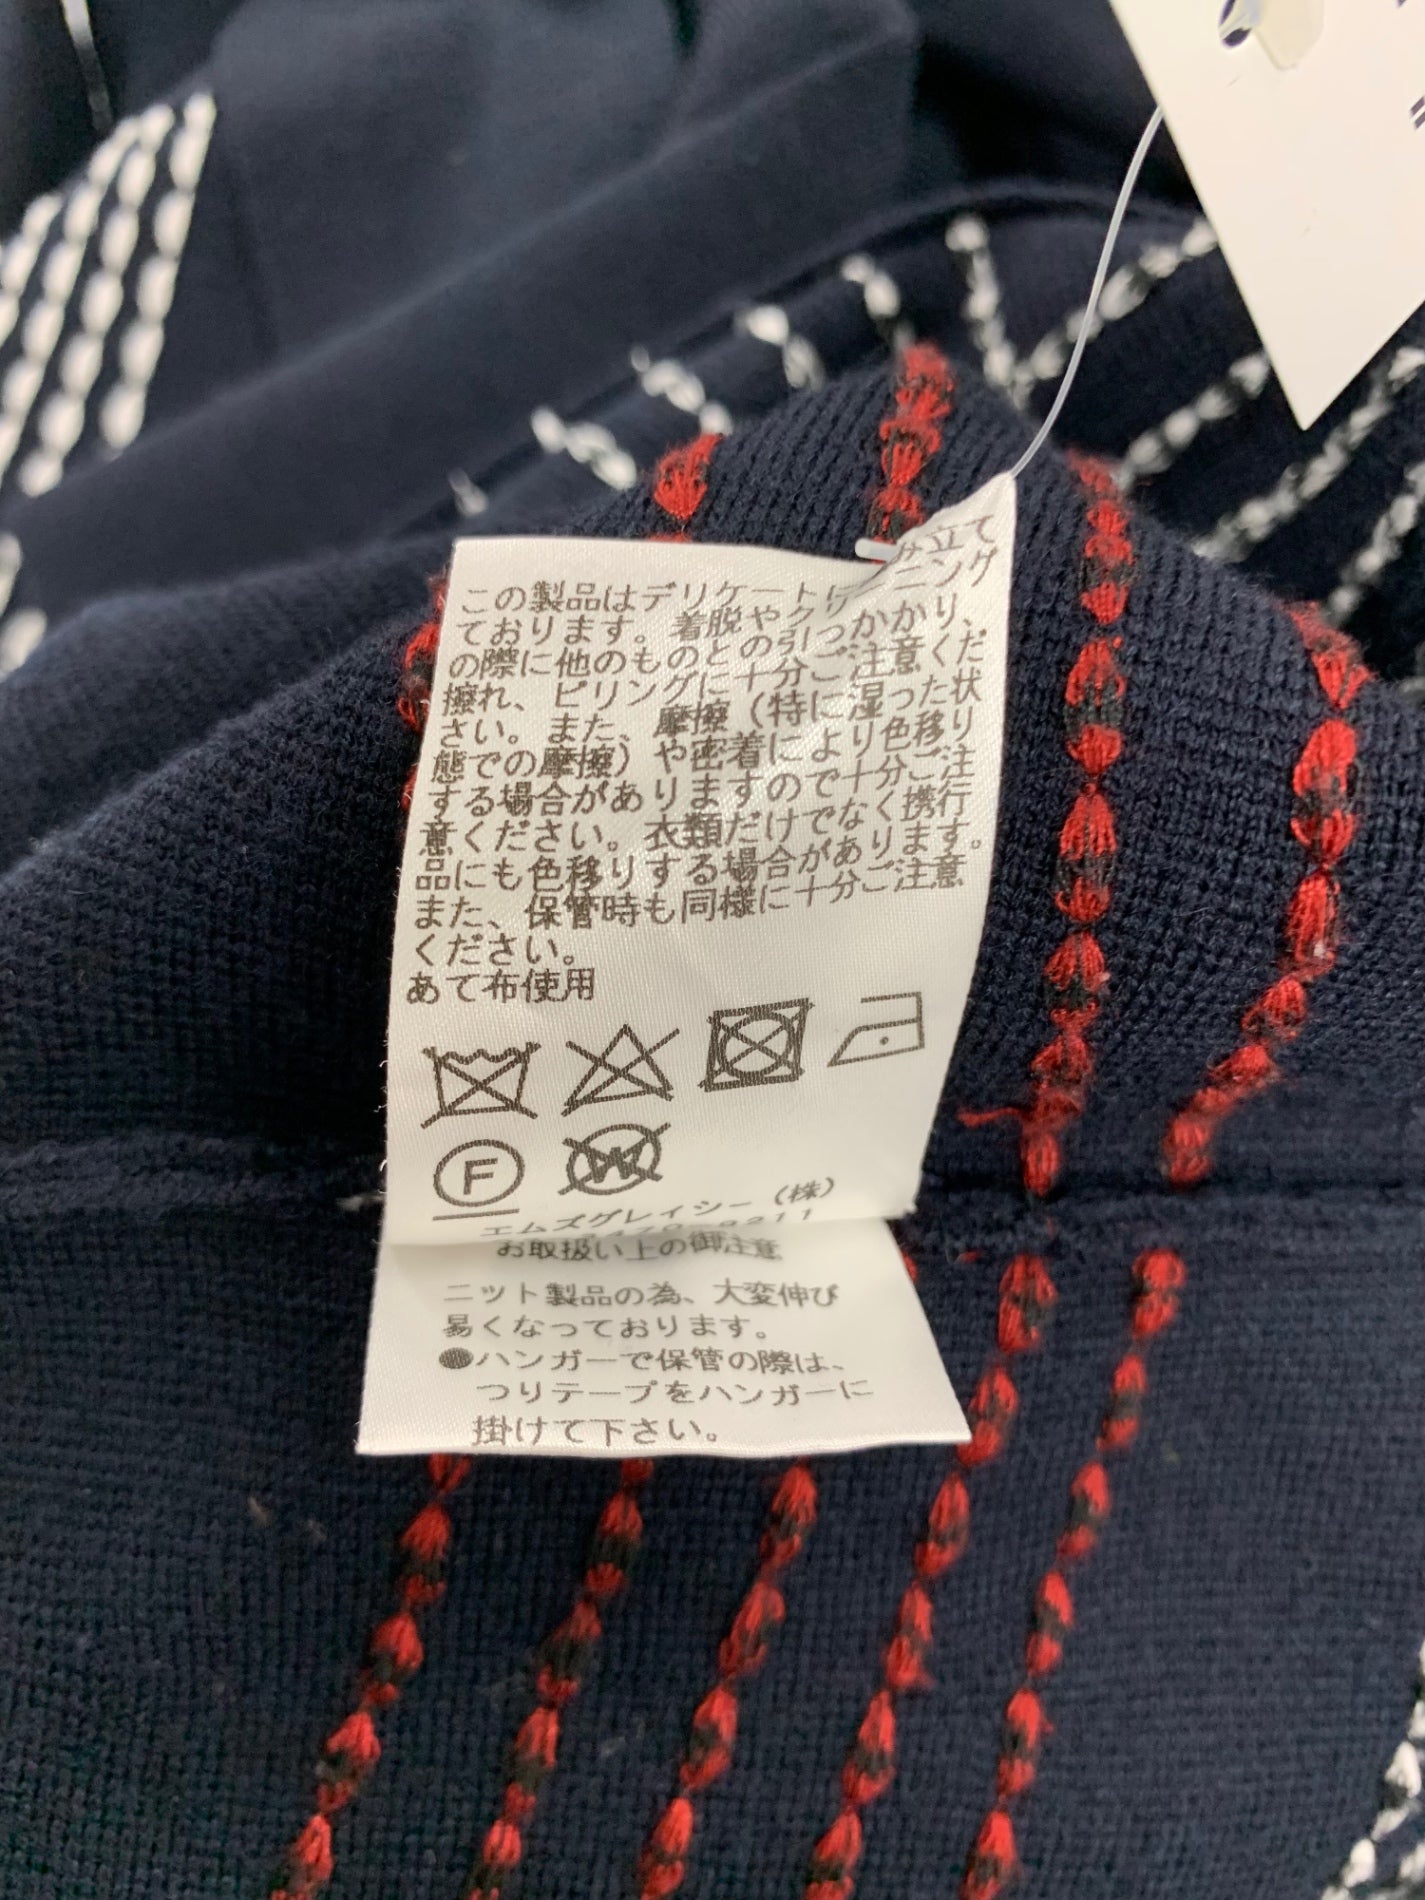 この製品はデリケートにみ立て
ております。着脱やクリーニング
の際に他のものとの引っかかり、
擦れ、ピリングに十分ご注意くだ
さい。また、摩擦（特に湿った状
態での摩擦）や密着により色移り
する場合がありますので十分ご注
意ください。衣類だけでなく携行
品にも色移りする場合があります。
また、保管時も同様に十分ご注意
ください。
あて布使用
F W
エムズグレイシー（株）
お取扱い上の御注意
ニット製品の為、大変伸び
易くなっております。
●ハンガーで保管の際は、
つりテープをハンガーに
掛けて下さい。